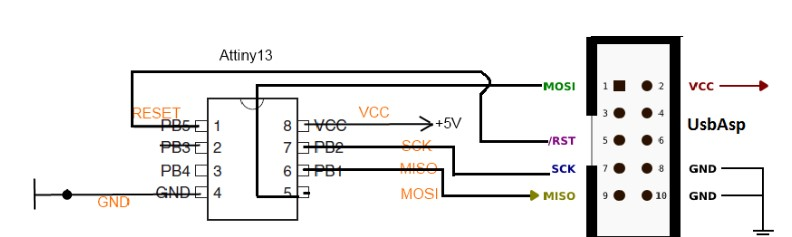 Attiny13
MOSI 1 2 VCC
RESET VCC
PB5 1 8 VCC +5V 3 4 UsbAsp
PB3 2 7 PB2 SCK /RST 5 6
PB4 3 6 PB1 MISO SCK 7 8 GND
GND 4 5 MOSI MISO 9 10 GND
GND